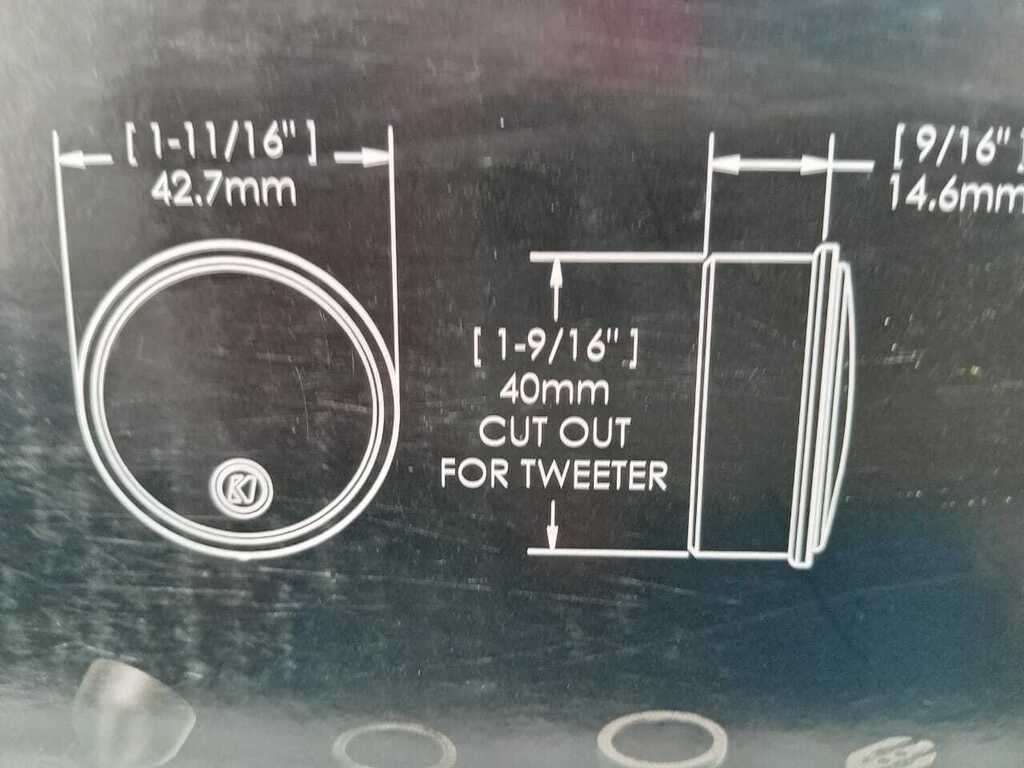 [ 1-11/16" ]
42.7mm
[ 9/16" ]
14.6mm
[ 1-9/16" ]
40mm
CUT OUT
FOR TWEETER